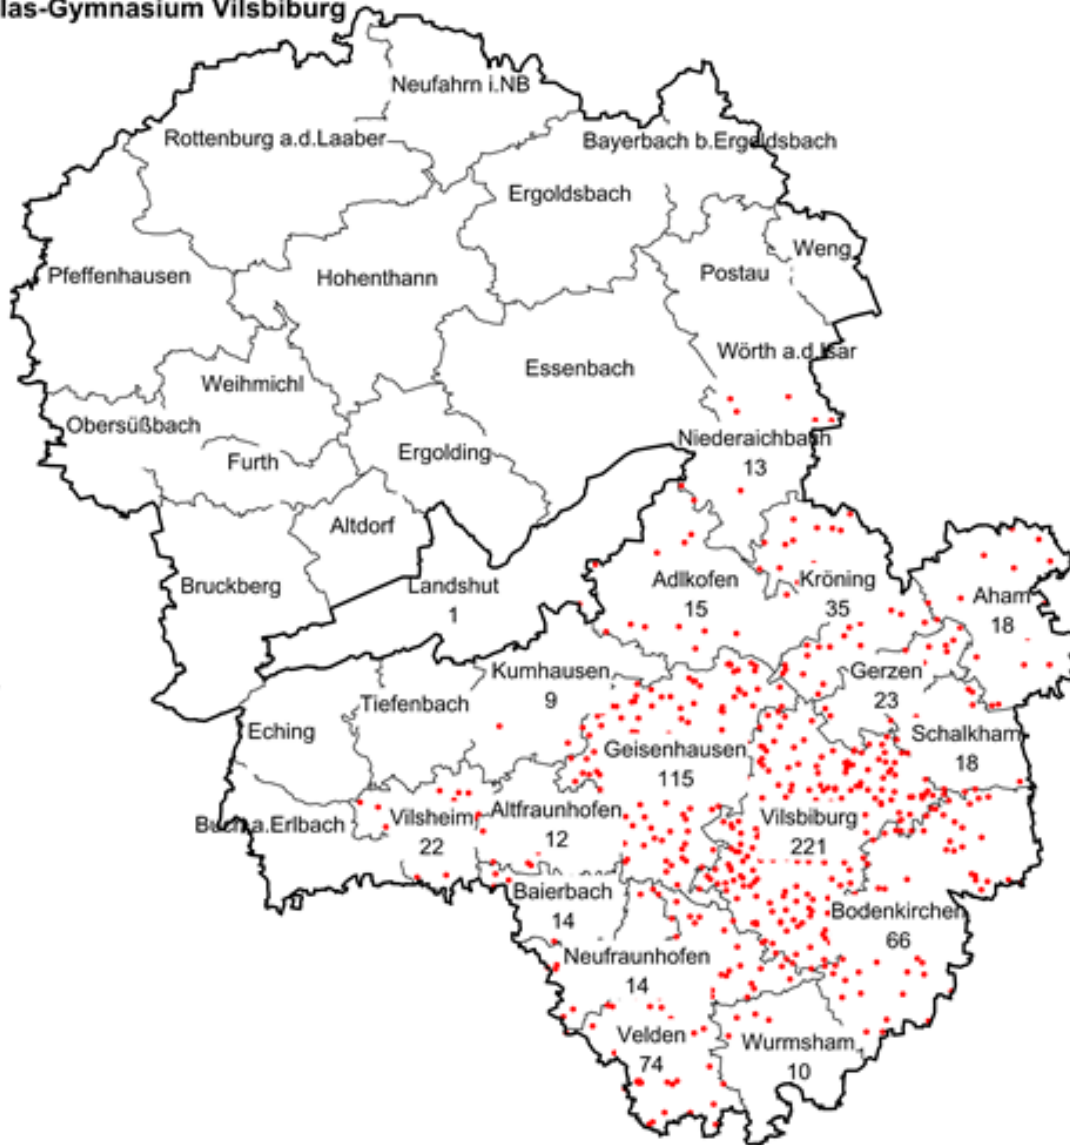 las-Gymnasium Vilsbiburg
Neufahrn i.NB
Rottenburg a.d.Laaber
Bayerbach b.Ergoldsbach
Ergoldsbach
Weng
Pfeffenhausen
Hohenthann
Postau
Wörth a.d.Isar
Essenbach
Weihmichl
Obersüßbach
Niederaichbach
13
Furth
Ergolding
Altdorf
Bruckberg
Landshut
1
Adlkofen
15
Kröning
35
Aham
18
Kumhausen
9
Gerzen
23
Tiefenbach
Eching
Geisenhausen
115
Schalkham
18
Buch a.Erlbach
Vilsheim
22
Altfraunhofen
12
Vilsbiburg
221
Baierbach
14
Bodenkirchen
66
Neufraunhofen
14
Velden
74
Wurmsham
10